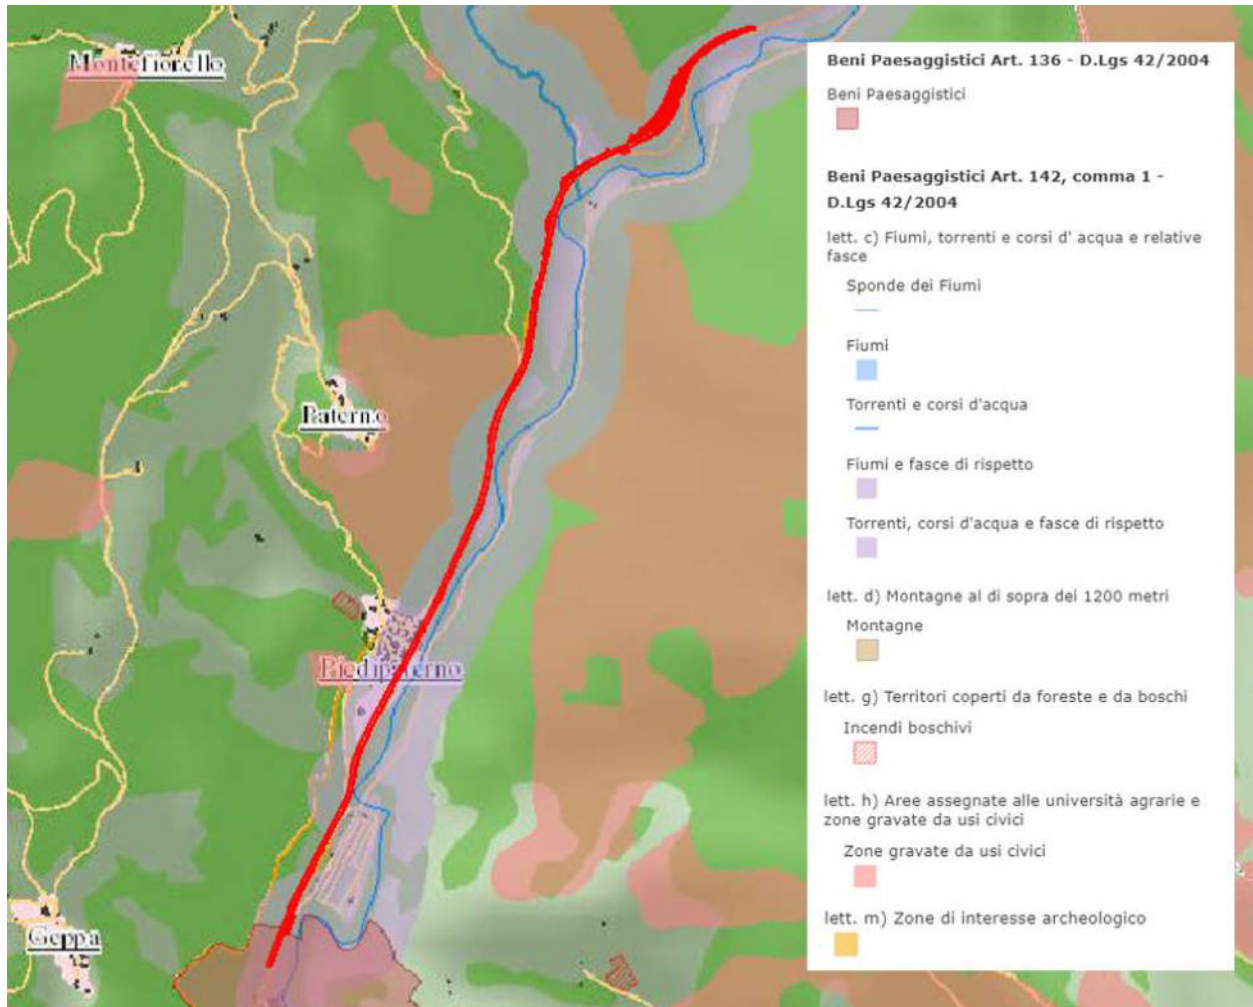 Montefiorello
Paterno
Piedipaterno
Geppa
Beni Paesaggistici Art. 136 - D.Lgs 42/2004
Beni Paesaggistici
Beni Paesaggistici Art. 142, comma 1 -
D.Lgs 42/2004
lett. c) Fiumi, torrenti e corsi d' acqua e relative
fasce
Sponde dei Fiumi
Fiumi
Torrenti e corsi d'acqua
Fiumi e fasce di rispetto
Torrenti, corsi d'acqua e fasce di rispetto
lett. d) Montagne al di sopra dei 1200 metri
Montagne
lett. g) Territori coperti da foreste e da boschi
Incendi boschivi
lett. h) Aree assegnate alle università agrarie e
zone gravate da usi civici
Zone gravate da usi civici
lett. m) Zone di interesse archeologico